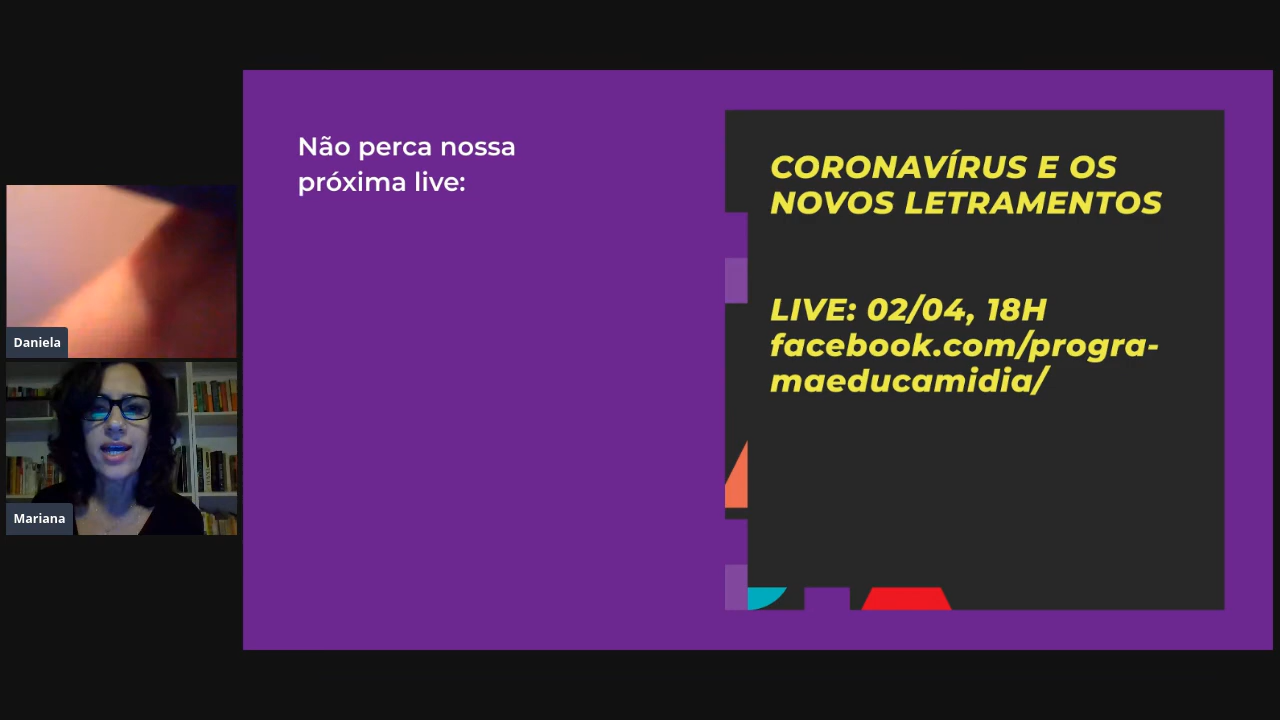 Não perca nossa
próxima live:
CORONAVÍRUS E OS
NOVOS LETRAMENTOS
LIVE: 02/04, 18H
facebook.com/progra-
maeducamidia/
Daniela
Mariana